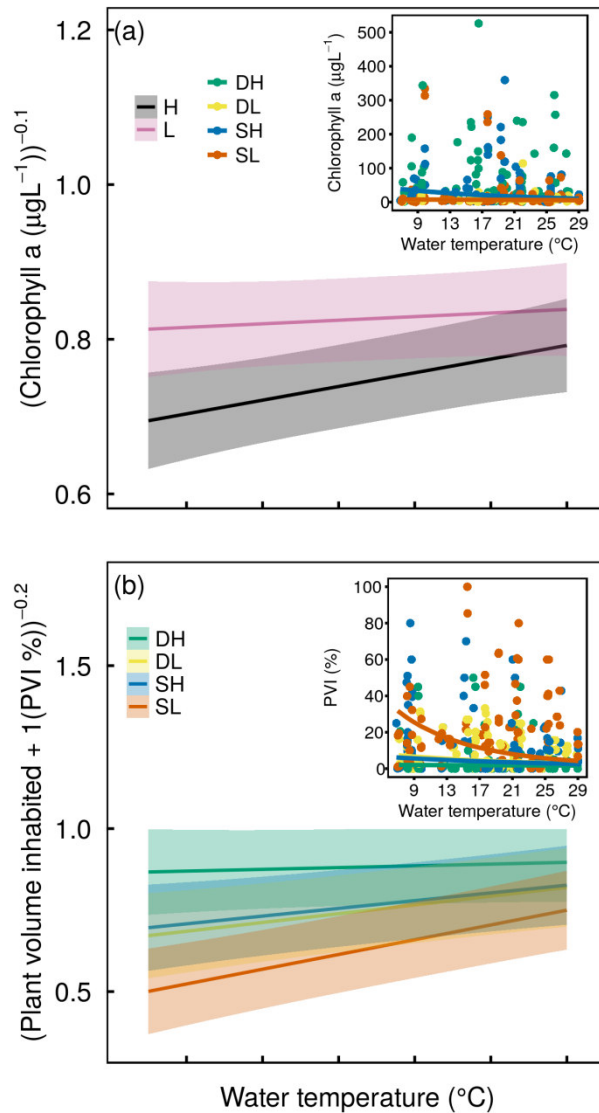 (a)
1.2
1.0
0.8
0.6
(Chlorophyll a (µgL⁻¹))⁻⁰·¹
H
L
DH
DL
SH
SL
Chlorophyll a (µgL⁻¹)
500
400
300
200
100
0
9 13 17 21 25 29
Water temperature (°C)
(b)
1.5
1.0
0.5
(Plant volume inhabited + 1(PVI %))⁻⁰·²
DH
DL
SH
SL
PVI (%)
100
80
60
40
20
0
9 13 17 21 25 29
Water temperature (°C)
Water temperature (°C)